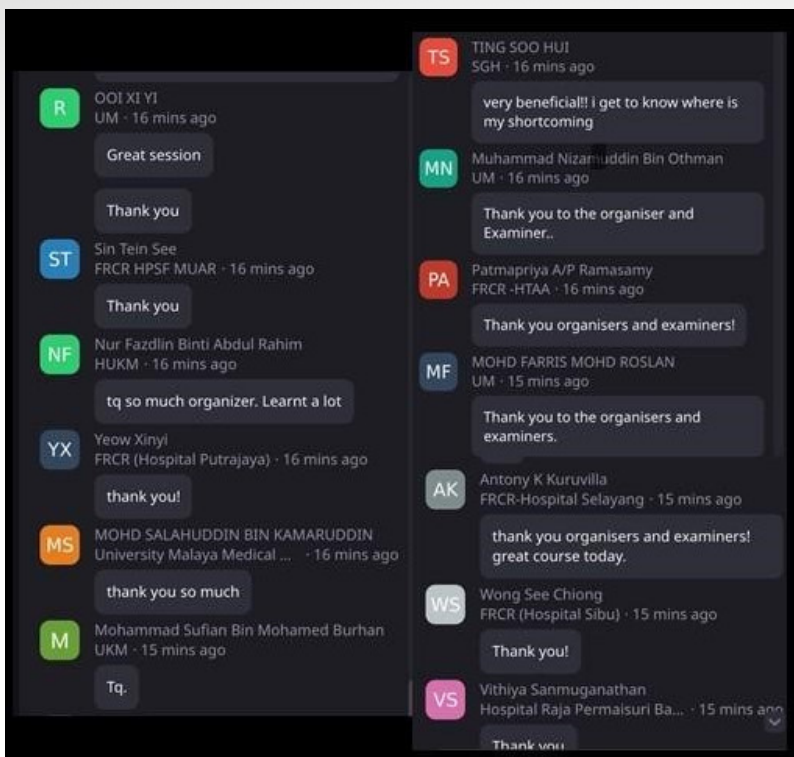 R
OOI XI YI
UM · 16 mins ago
Great session
Thank you
ST
Sin Tein See
FRCR HPSF MUAR · 16 mins ago
Thank you
NF
Nur Fazdlin Binti Abdul Rahim
HUKM · 16 mins ago
tq so much organizer. Learnt a lot
YX
Yeow Xinyi
FRCR (Hospital Putrajaya) · 16 mins ago
thank you!
MS
MOHD SALAHUDDIN BIN KAMARUDDIN
University Malaya Medical ... · 16 mins ago
thank you so much
M
Mohammad Sufian Bin Mohamed Burhan
UKM · 15 mins ago
Tq.
TS
TING SOO HUI
SGH · 16 mins ago
very beneficial!! i get to know where is
my shortcoming
MN
Muhammad Nizamuddin Bin Othman
UM · 16 mins ago
Thank you to the organiser and
Examiner..
PA
Patmapriya A/P Ramasamy
FRCR -HTAA · 16 mins ago
Thank you organisers and examiners!
MF
MOHD FARRIS MOHD ROSLAN
UM · 15 mins ago
Thank you to the organisers and
examiners.
AK
Antony K Kuruvilla
FRCR-Hospital Selayang · 15 mins ago
thank you organisers and examiners!
great course today.
WS
Wong See Chiong
FRCR (Hospital Sibu) · 15 mins ago
Thank you!
VS
Vithiya Sanmuganathan
Hospital Raja Permaisuri Ba... · 15 mins ago
Thank you